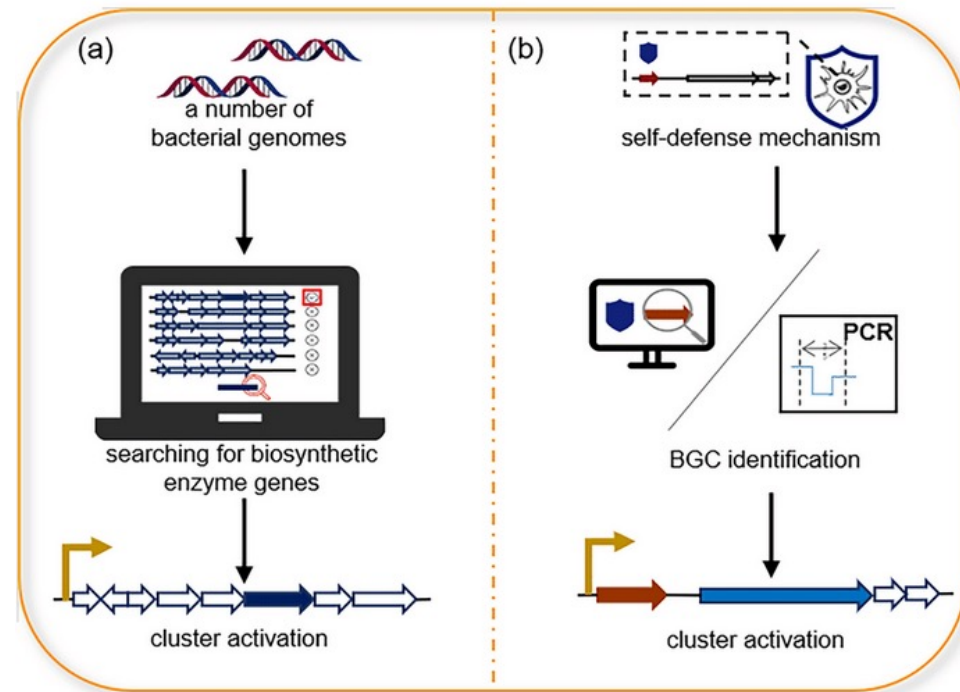 (a)
a number of
bacterial genomes
searching for biosynthetic
enzyme genes
cluster activation
(b)
self-defense mechanism
PCR
BGC identification
cluster activation